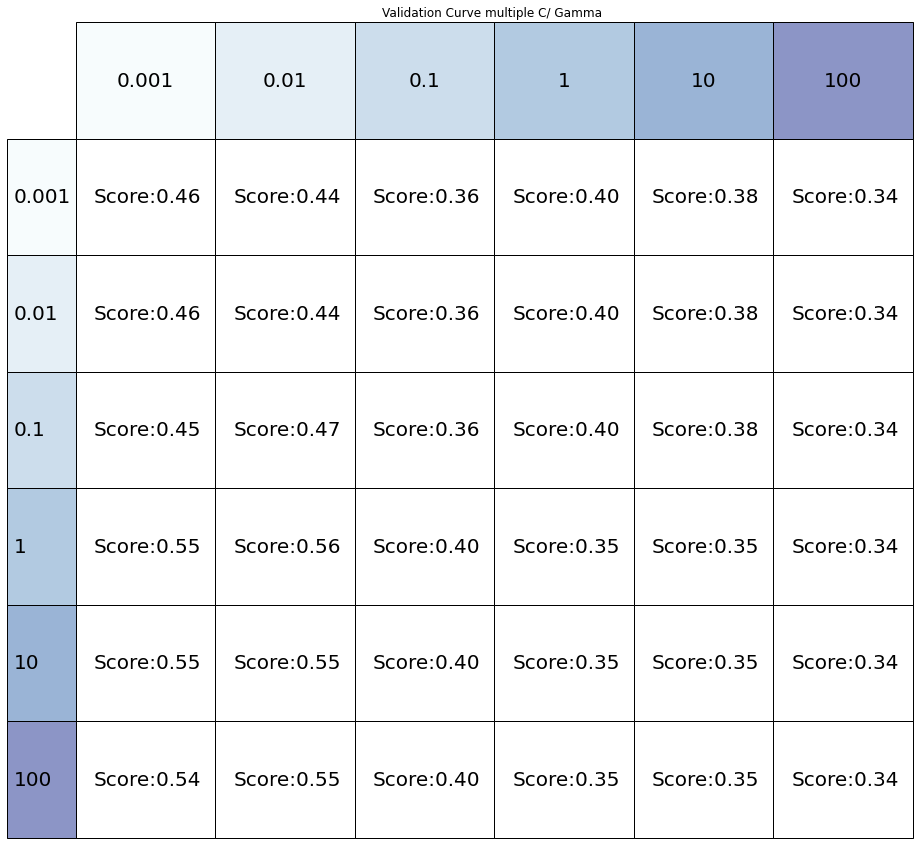 Validation Curve multiple C/ Gamma
0.001 0.01 0.1 1 10 100
0.001 Score:0.46 Score:0.44 Score:0.36 Score:0.40 Score:0.38 Score:0.34
0.01 Score:0.46 Score:0.44 Score:0.36 Score:0.40 Score:0.38 Score:0.34
0.1 Score:0.45 Score:0.47 Score:0.36 Score:0.40 Score:0.38 Score:0.34
1 Score:0.55 Score:0.56 Score:0.40 Score:0.35 Score:0.35 Score:0.34
10 Score:0.55 Score:0.55 Score:0.40 Score:0.35 Score:0.35 Score:0.34
100 Score:0.54 Score:0.55 Score:0.40 Score:0.35 Score:0.35 Score:0.34